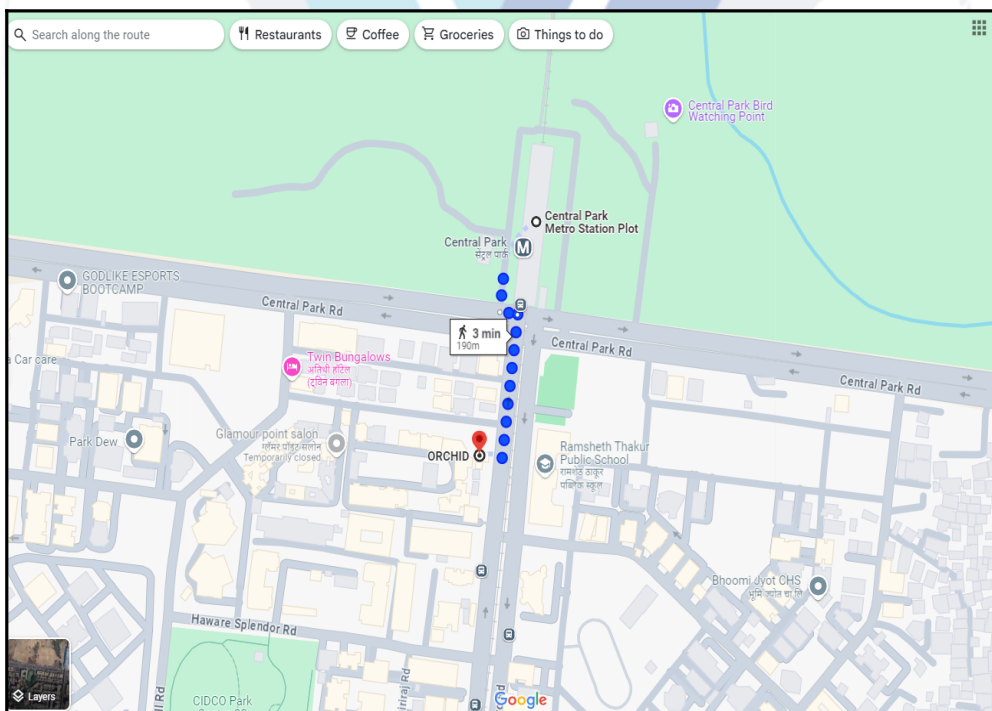 Search along the route
Restaurants
Coffee
Groceries
Things to do
Central Park Bird
Watching Point
Central Park
Metro Station Plot
Central Park
सेंट्रल पार्क
M
GODLIKE ESPORTS
BOOTCAMP
Central Park Rd
3 min
190m
Central Park Rd
Central Park Rd
a Car care
Twin Bungalows
अतिथी हॉटेल
(ट्विन बंगला)
Park Dew
Glamour point salon
ग्लॅमर पॉइंट-सलोन
Temporarily closed
ORCHID
Ramsheth Thakur
Public School
रामशेठ ठाकूर
पब्लिक स्कूल
Bhoomi Jyot CHS
भूमि ज्योत चा लि
Haware Splendor Rd
CIDCO Park
Layers
Google